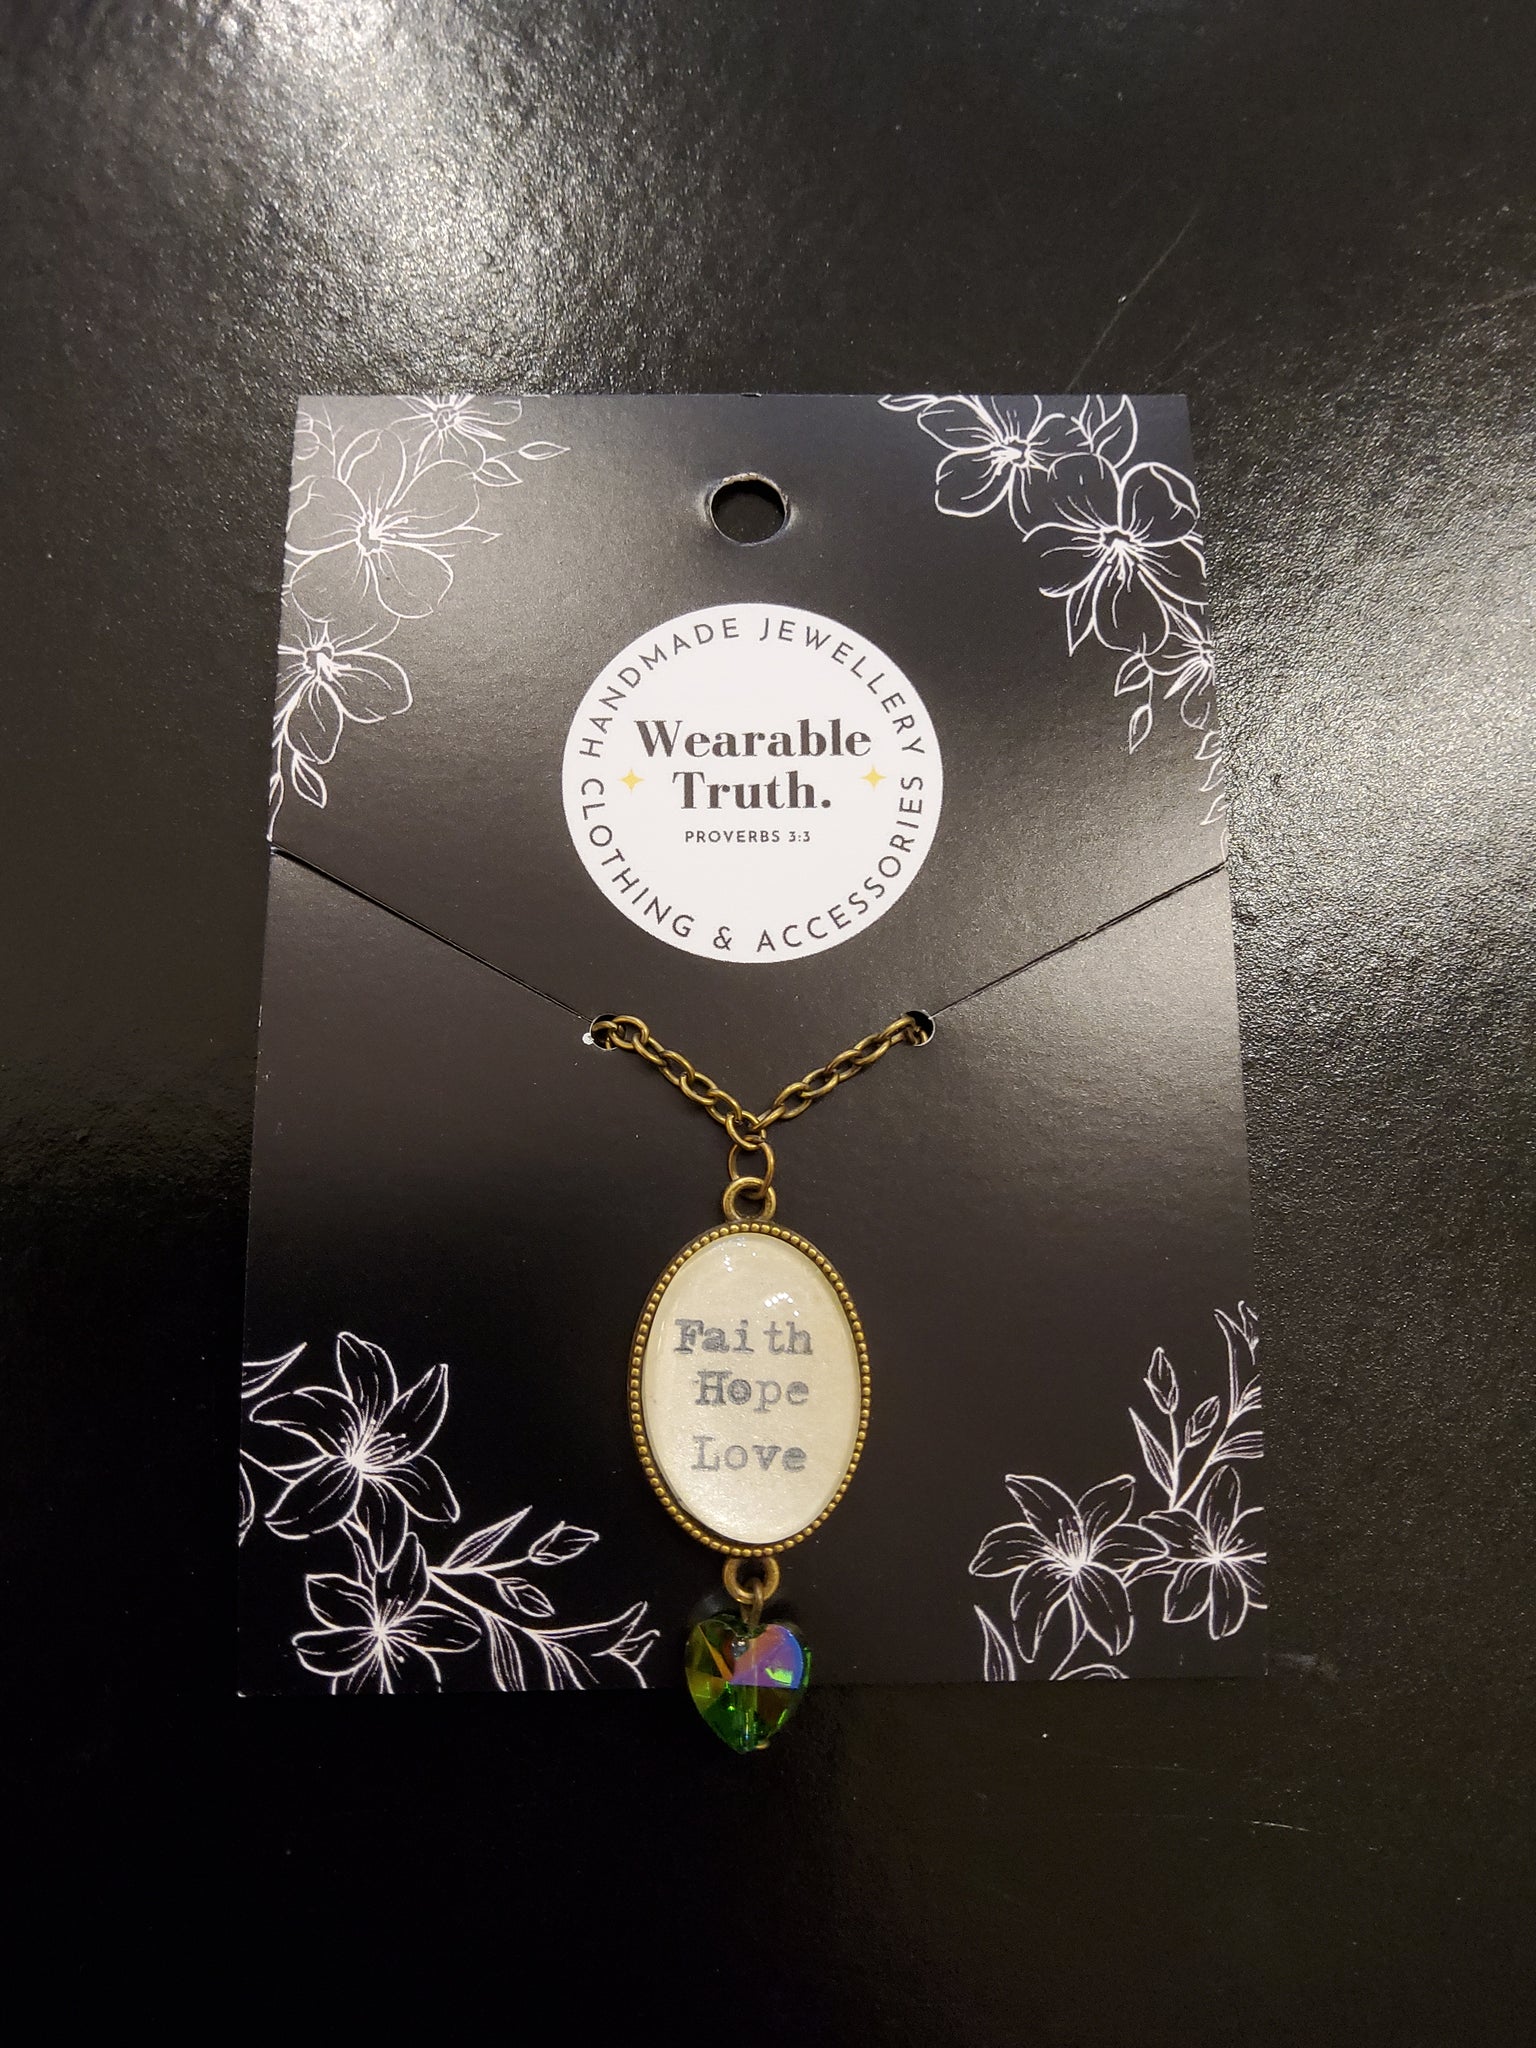 HANDMADE JEWELLERY
Wearable
Truth.
PROVERBS 3:3
CLOTHING & ACCESSORIES
Faith
Hope
Love